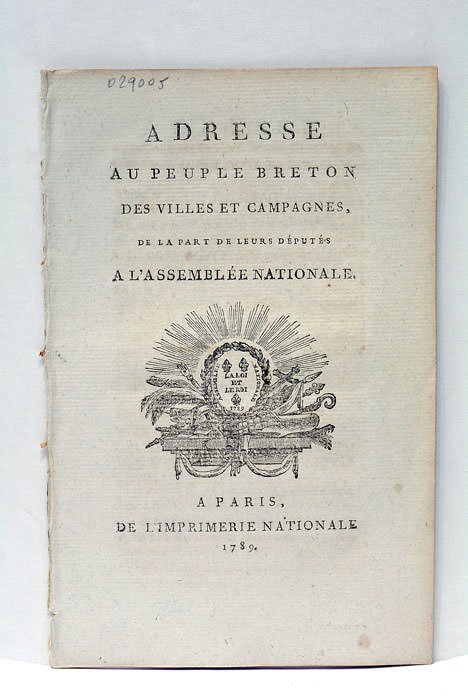 029005
ADRESSE
AU PEUPLE BRETON
DES VILLES ET CAMPAGNES,
DE LA PART DE LEURS DÉPUTÉS
A L'ASSEMBLÉE NATIONALE.
LA LOI
ET
LE ROI
1789
A PARIS,
DE L'IMPRIMERIE NATIONALE
1789.